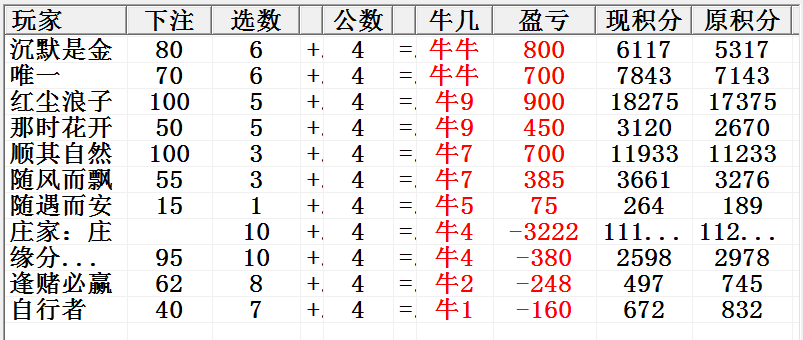 玩家 下注 选数 公数 牛几 盈亏 现积分 原积分
沉默是金 80 6 +. 4 =. 牛牛 800 6117 5317
唯一 70 6 +. 4 =. 牛牛 700 7843 7143
红尘浪子 100 5 +. 4 =. 牛9 900 18275 17375
那时花开 50 5 +. 4 =. 牛9 450 3120 2670
顺其自然 100 3 +. 4 =. 牛7 700 11933 11233
随风而飘 55 3 +. 4 =. 牛7 385 3661 3276
随遇而安 15 1 +. 4 =. 牛5 75 264 189
庄家：庄 10 +. 4 =. 牛4 -3222 111... 112...
缘分... 95 10 +. 4 =. 牛4 -380 2598 2978
逢赌必赢 62 8 +. 4 =. 牛2 -248 497 745
自行者 40 7 +. 4 =. 牛1 -160 672 832